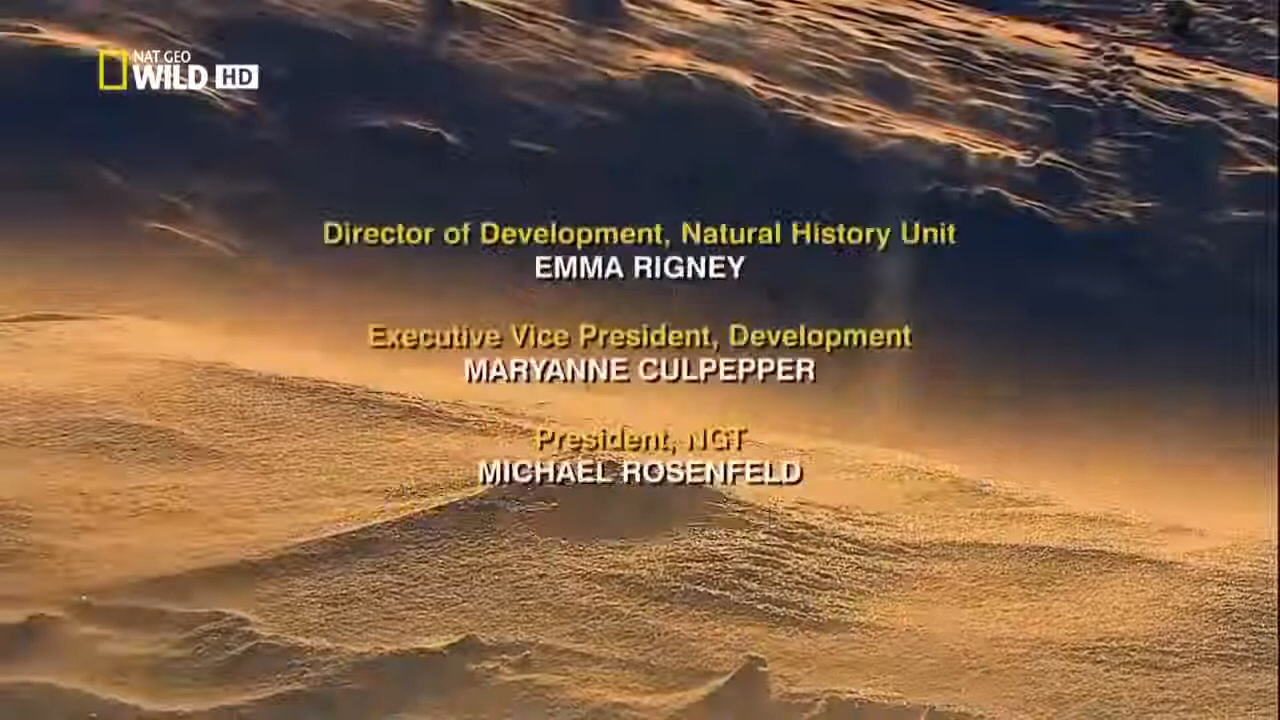 NAT GEO
WILD HD
Director of Development, Natural History Unit
EMMA RIGNEY
Executive Vice President, Development
MARYANNE CULPEPPER
President, NGT
MICHAEL ROSENFELD